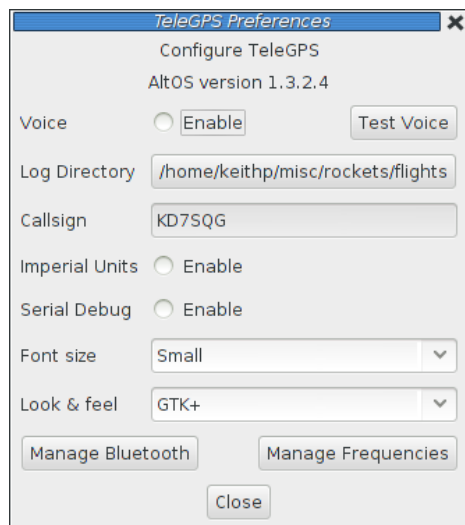 TeleGPS Preferences
Configure TeleGPS
AltOS version 1.3.2.4
Voice Enable Test Voice
Log Directory /home/keithp/misc/rockets/flights
Callsign KD7SQG
Imperial Units Enable
Serial Debug Enable
Font size Small
Look & feel GTK+
Manage Bluetooth Manage Frequencies
Close